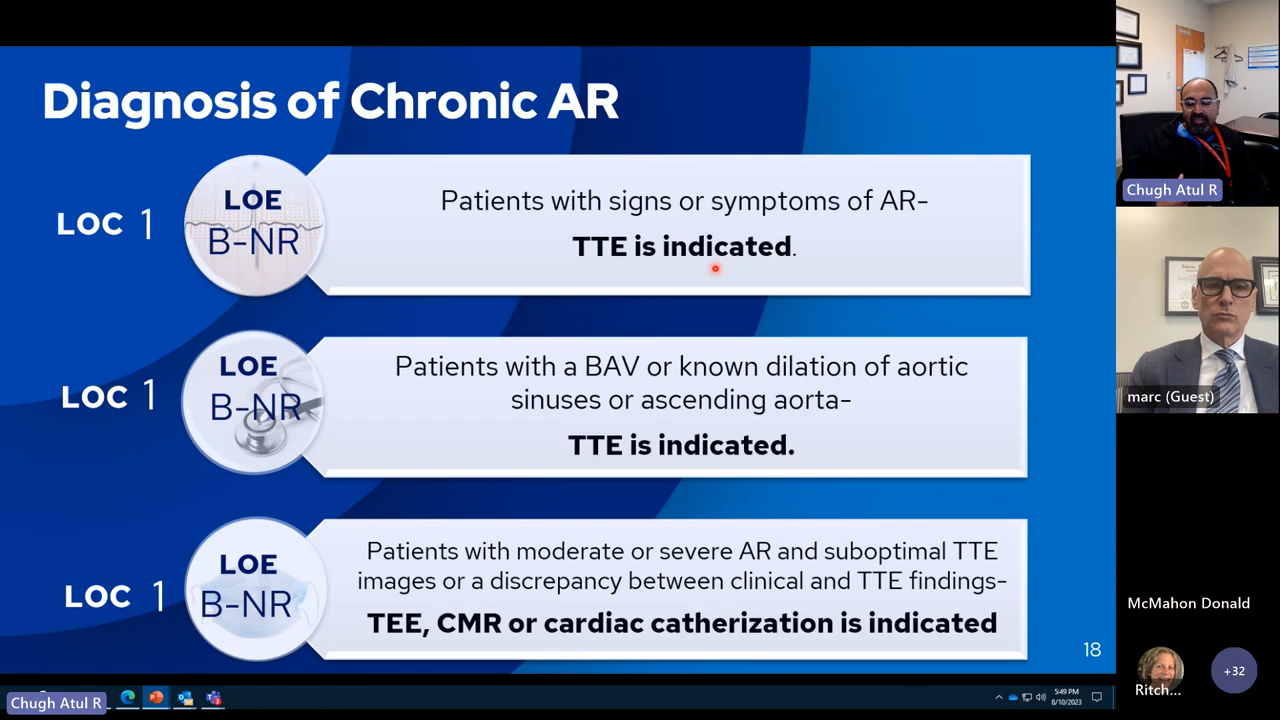 Diagnosis of Chronic AR
LOC 1
LOE
B-NR
Patients with signs or symptoms of AR-
TTE is indicated.
LOC 1
LOE
B-NR
Patients with a BAV or known dilation of aortic
sinuses or ascending aorta-
TTE is indicated.
LOC 1
LOE
B-NR
Patients with moderate or severe AR and suboptimal TTE
images or a discrepancy between clinical and TTE findings-
TEE, CMR or cardiac catherization is indicated
18
Chugh Atul R
marc (Guest)
McMahon Donald
Ritch...
+32
Chugh Atul R
5:49 PM
8/10/2023